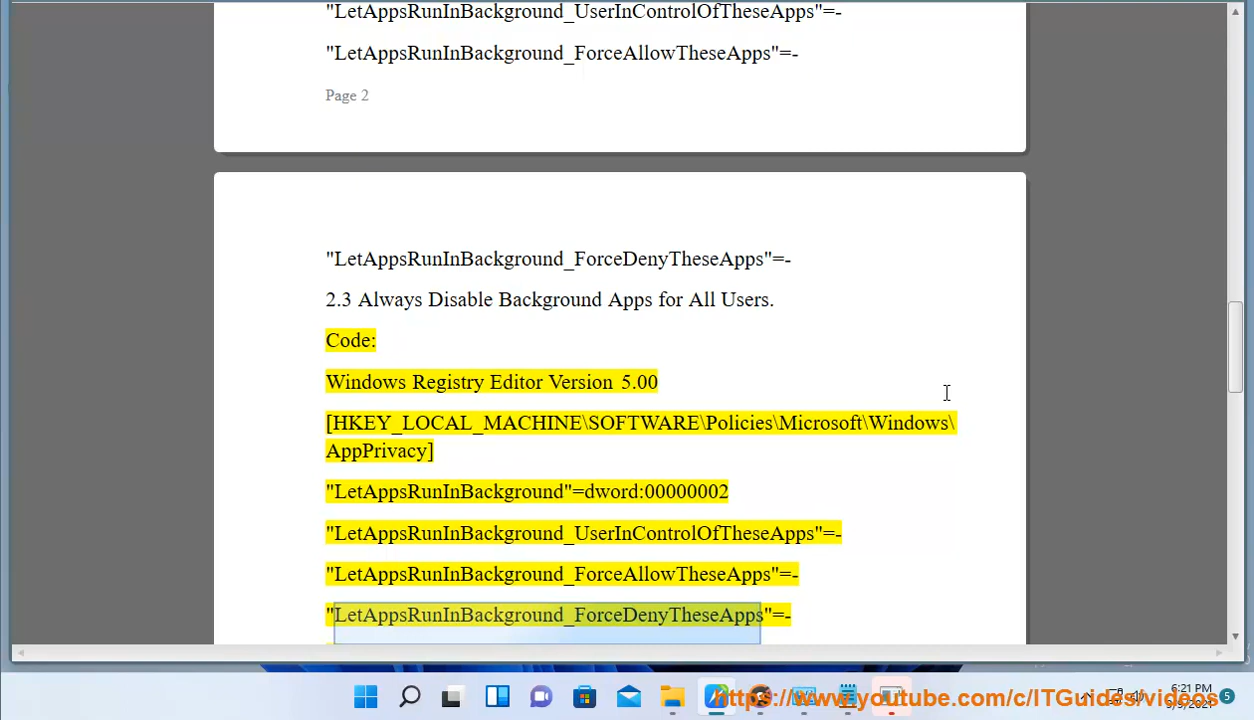 "LetAppsRunInBackground_UserInControlOfTheseApps"=-
"LetAppsRunInBackground_ForceAllowTheseApps"=-
Page 2
"LetAppsRunInBackground_ForceDenyTheseApps"=-
2.3 Always Disable Background Apps for All Users.
Code:
Windows Registry Editor Version 5.00
[HKEY_LOCAL_MACHINE\SOFTWARE\Policies\Microsoft\Windows\
AppPrivacy]
"LetAppsRunInBackground"=dword:00000002
"LetAppsRunInBackground_UserInControlOfTheseApps"=-
"LetAppsRunInBackground_ForceAllowTheseApps"=-
"LetAppsRunInBackground_ForceDenyTheseApps"=-
6:21 PM
https://www.youtube.com/c/ITGuides/videos
5